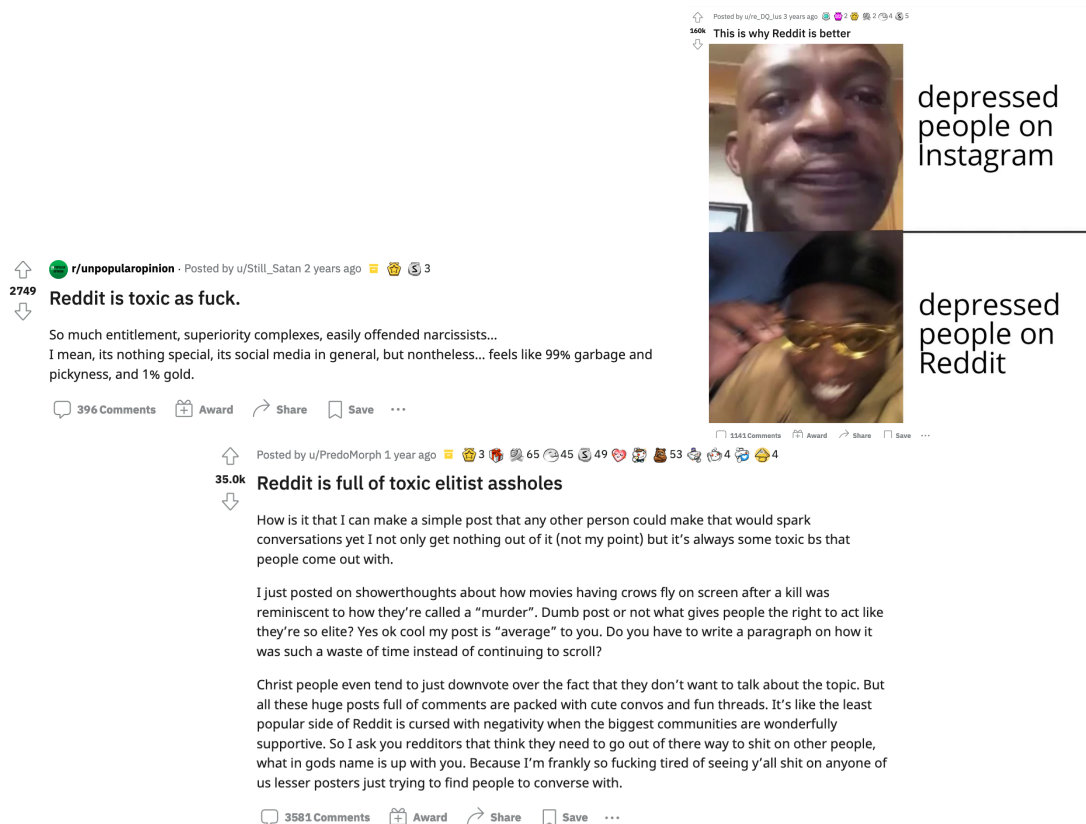 Posted by u/re_DQ_lus 3 years ago 2 2 4 5
160k
This is why Reddit is better
depressed
people on
Instagram
depressed
people on
Reddit
1141 Comments Award Share Save ...
r/unpopularopinion · Posted by u/Still_Satan 2 years ago S 3
2749
Reddit is toxic as fuck.
So much entitlement, superiority complexes, easily offended narcissists...
I mean, its nothing special, its social media in general, but nontheless... feels like 99% garbage and
pickyness, and 1% gold.
396 Comments Award Share Save ...
Posted by u/PredoMorph 1 year ago 3 65 45 S 49 53 4 4
35.0k
Reddit is full of toxic elitist assholes
How is it that I can make a simple post that any other person could make that would spark
conversations yet I not only get nothing out of it (not my point) but it’s always some toxic bs that
people come out with.
I just posted on showerthoughts about how movies having crows fly on screen after a kill was
reminiscent to how they’re called a “murder”. Dumb post or not what gives people the right to act like
they’re so elite? Yes ok cool my post is “average” to you. Do you have to write a paragraph on how it
was such a waste of time instead of continuing to scroll?
Christ people even tend to just downvote over the fact that they don’t want to talk about the topic. But
all these huge posts full of comments are packed with cute convos and fun threads. It’s like the least
popular side of Reddit is cursed with negativity when the biggest communities are wonderfully
supportive. So I ask you redditors that think they need to go out of there way to shit on other people,
what in gods name is up with you. Because I’m frankly so fucking tired of seeing y’all shit on anyone of
us lesser posters just trying to find people to converse with.
3581 Comments Award Share Save ...